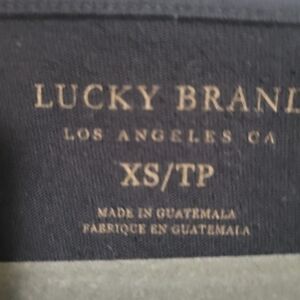 LUCKY BRAND
LOS ANGELES CA
XS/TP
MADE IN GUATEMALA
FABRIQUE EN GUATEMALA